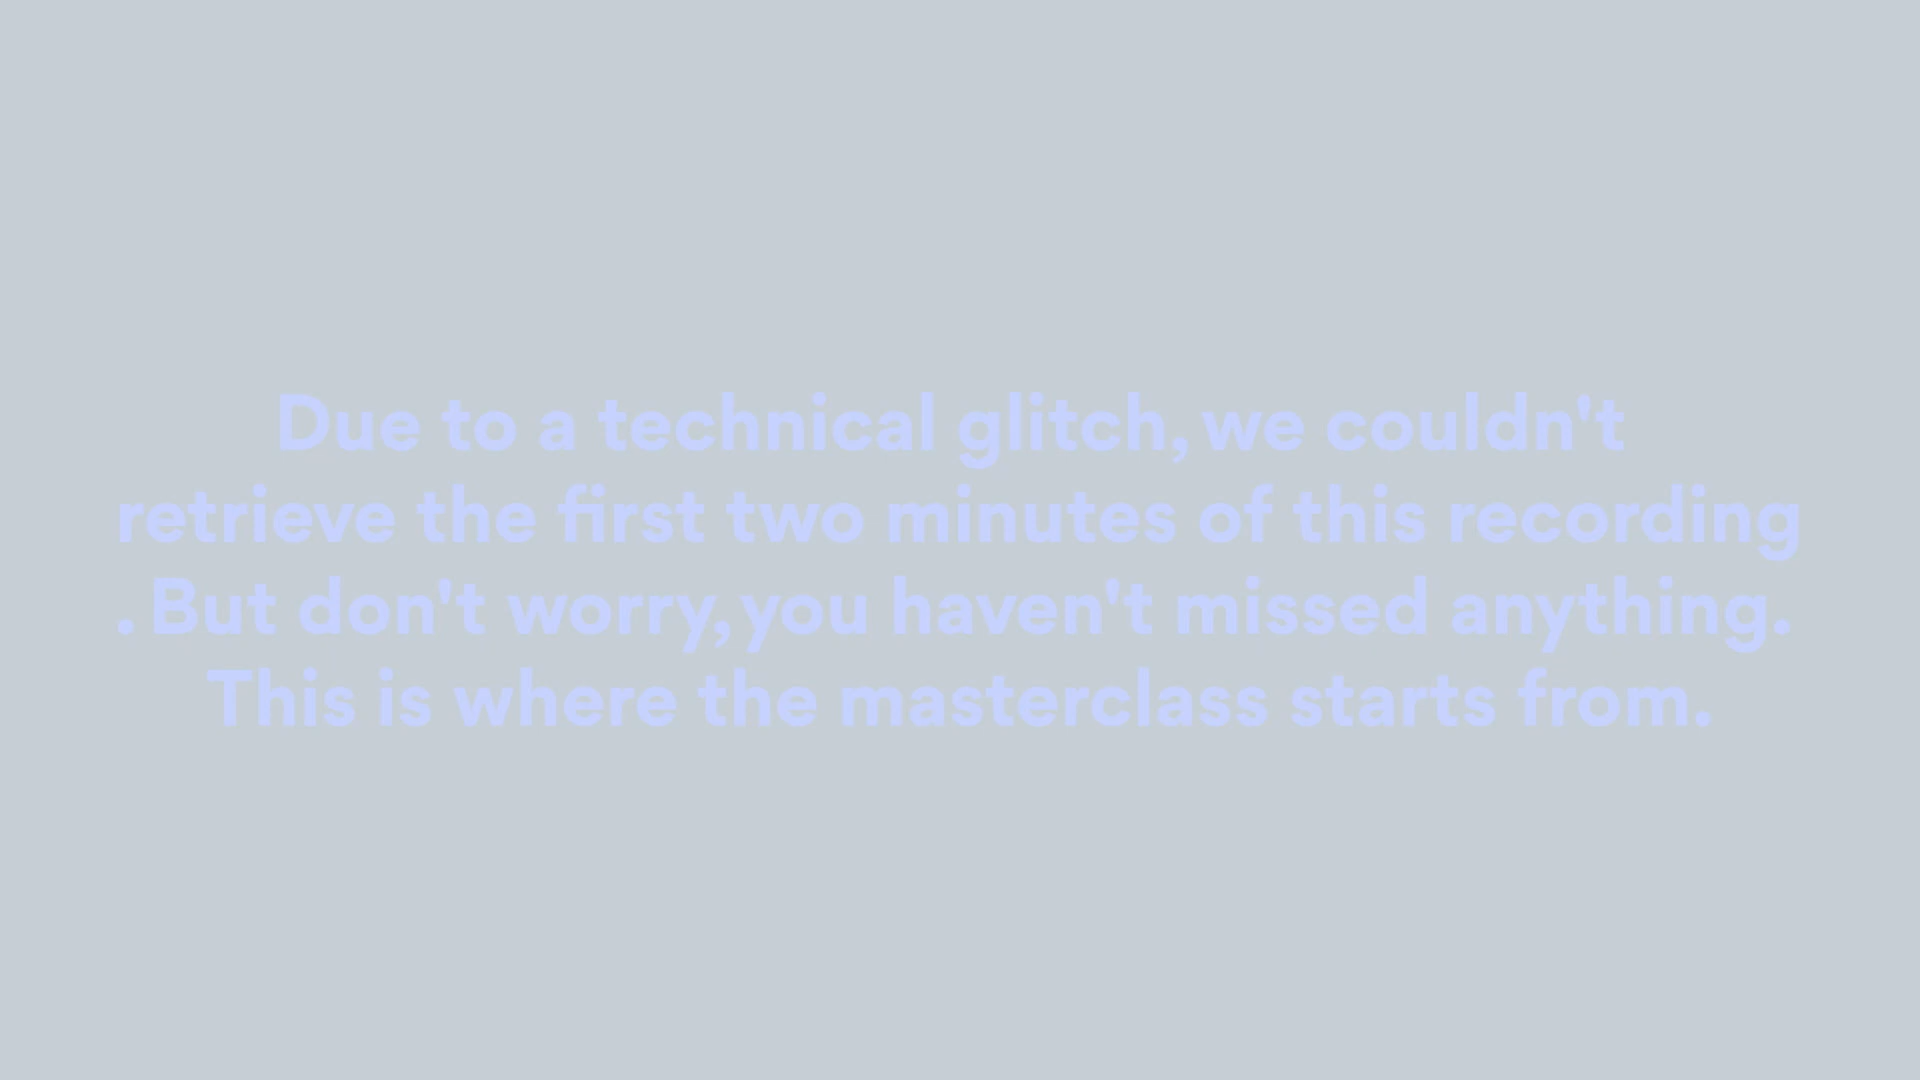 Due to a technical glitch, we couldn't
retrieve the first two minutes of this recording
. But don't worry, you haven't missed anything.
This is where the masterclass starts from.